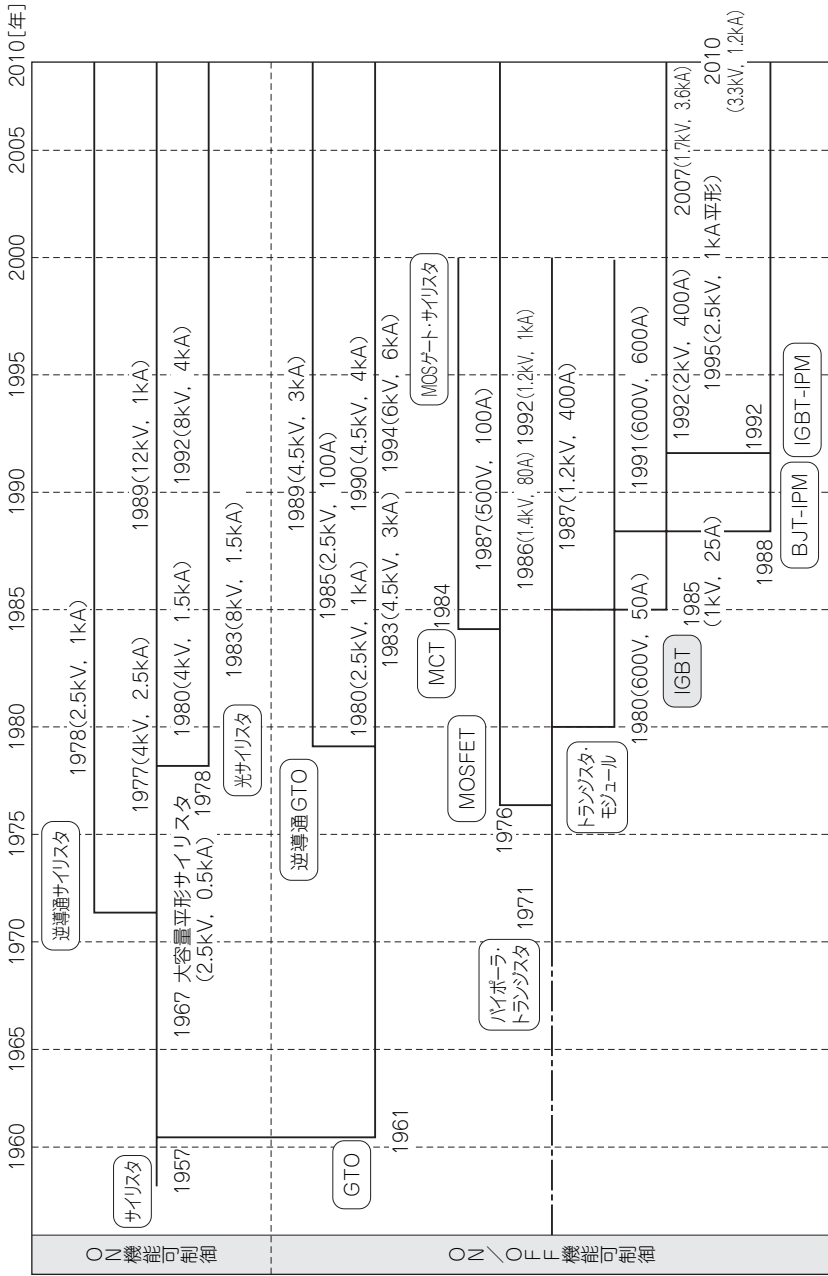 1960 1965 1970 1975 1980 1985 1990 1995 2000 2005 2010[年]
ON機能可制御
サイリスタ
1957
逆導通サイリスタ
1978(2.5kV, 1kA)
1967 大容量平形サイリスタ
(2.5kV, 0.5kA)
1977(4kV, 2.5kA)
1989(12kV, 1kA)
1978
1980(4kV, 1.5kA)
1992(8kV, 4kA)
光サイリスタ
1983(8kV, 1.5kA)
ON/OFF機能可制御
GTO
1961
逆導通GTO
1989(4.5kV, 3kA)
1985(2.5kV, 100A)
1980(2.5kV, 1kA)
1990(4.5kV, 4kA)
1983(4.5kV, 3kA)
1994(6kV, 6kA)
MCT
1984
MOSゲート・サイリスタ
MOSFET
1976
1987(500V, 100A)
1986(1.4kV, 80A)
1992(1.2kV, 1kA)
バイポーラ・
トランジスタ
1971
1987(1.2kV, 400A)
トランジスタ・
モジュール
1980(600V, 50A)
1991(600V, 600A)
IGBT
1985
(1kV, 25A)
1992(2kV, 400A)
2007(1.7kV, 3.6kA)
1995(2.5kV, 1kA平形)
2010
(3.3kV, 1.2kA)
1988
1992
BJT-IPM
IGBT-IPM